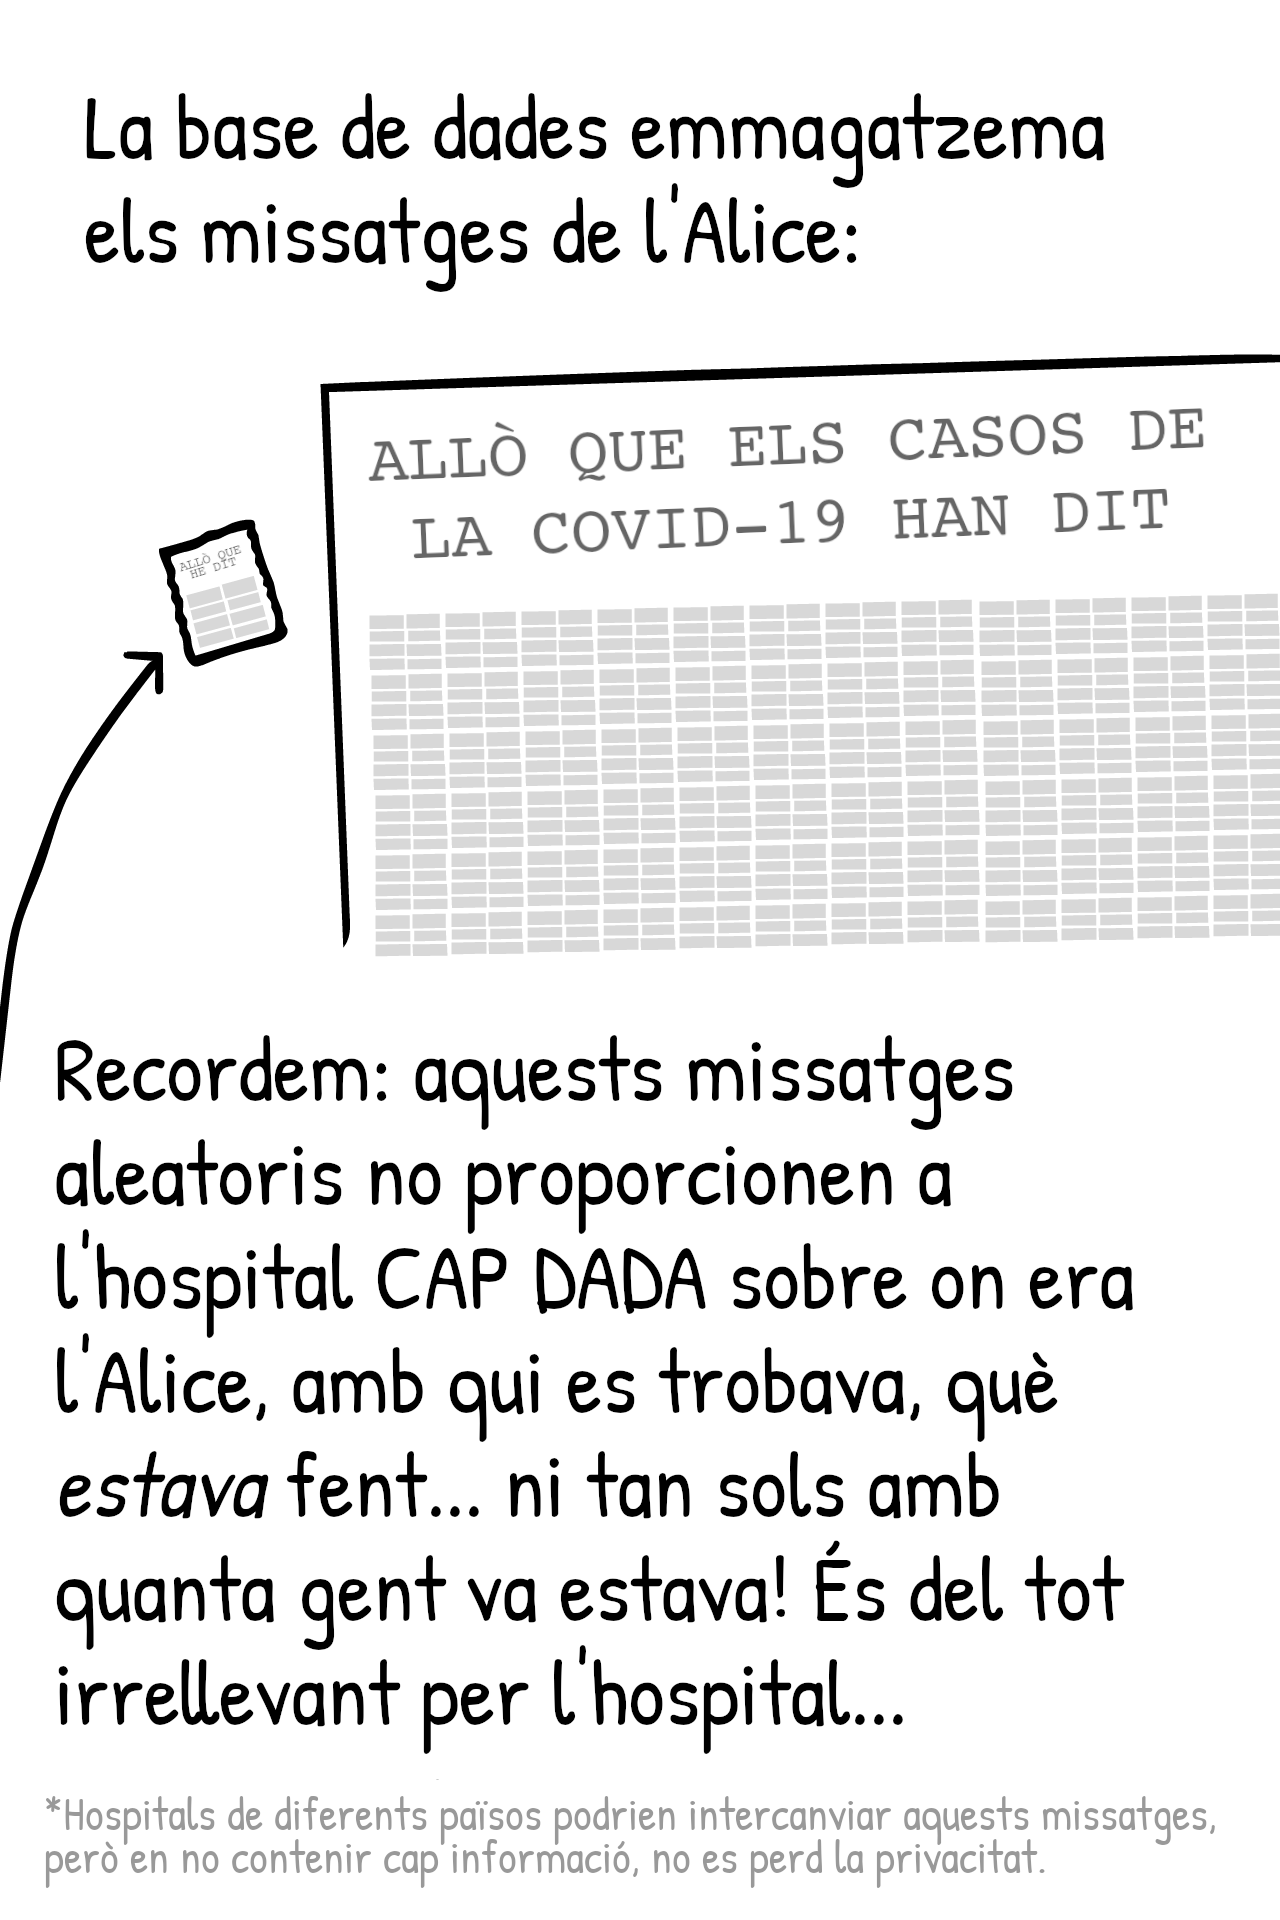 La base de dades emmagatzema
els missatges de l'Alice:
ALLÒ QUE ELS CASOS DE
LA COVID-19 HAN DIT
ALLÒ QUE
HE DIT
Recordem: aquests missatges
aleatoris no proporcionen a
l'hospital CAP DADA sobre on era
l'Alice, amb qui es trobava, què
estava fent... ni tan sols amb
quanta gent va estava! És del tot
irrellevant per l'hospital...
*Hospitals de diferents països podrien intercanviar aquests missatges,
però en no contenir cap informació, no es perd la privacitat.